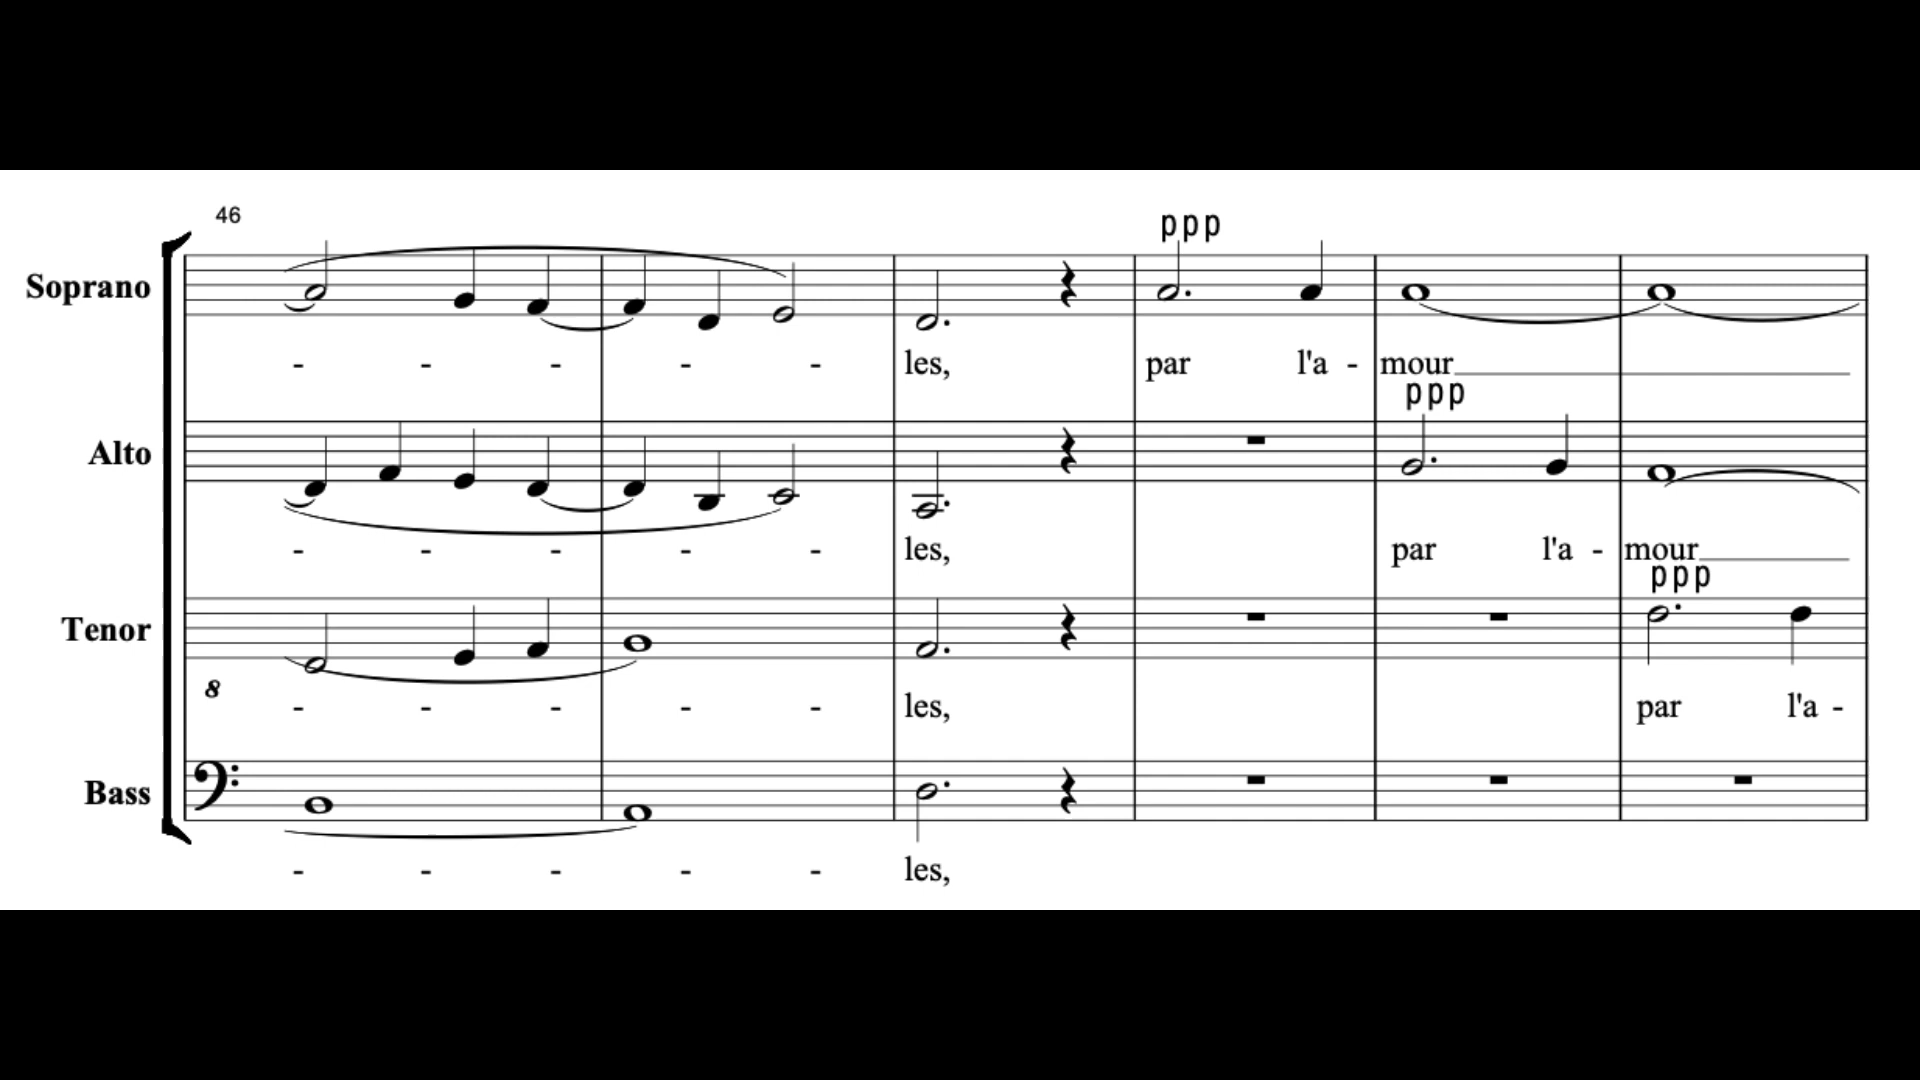 46
ppp
Soprano
- - - - - les, par l'a - mour
ppp
Alto
- - - - - les, par l'a - mour
ppp
Tenor
8
- - - - - les, par l'a -
Bass
- - - - - les,